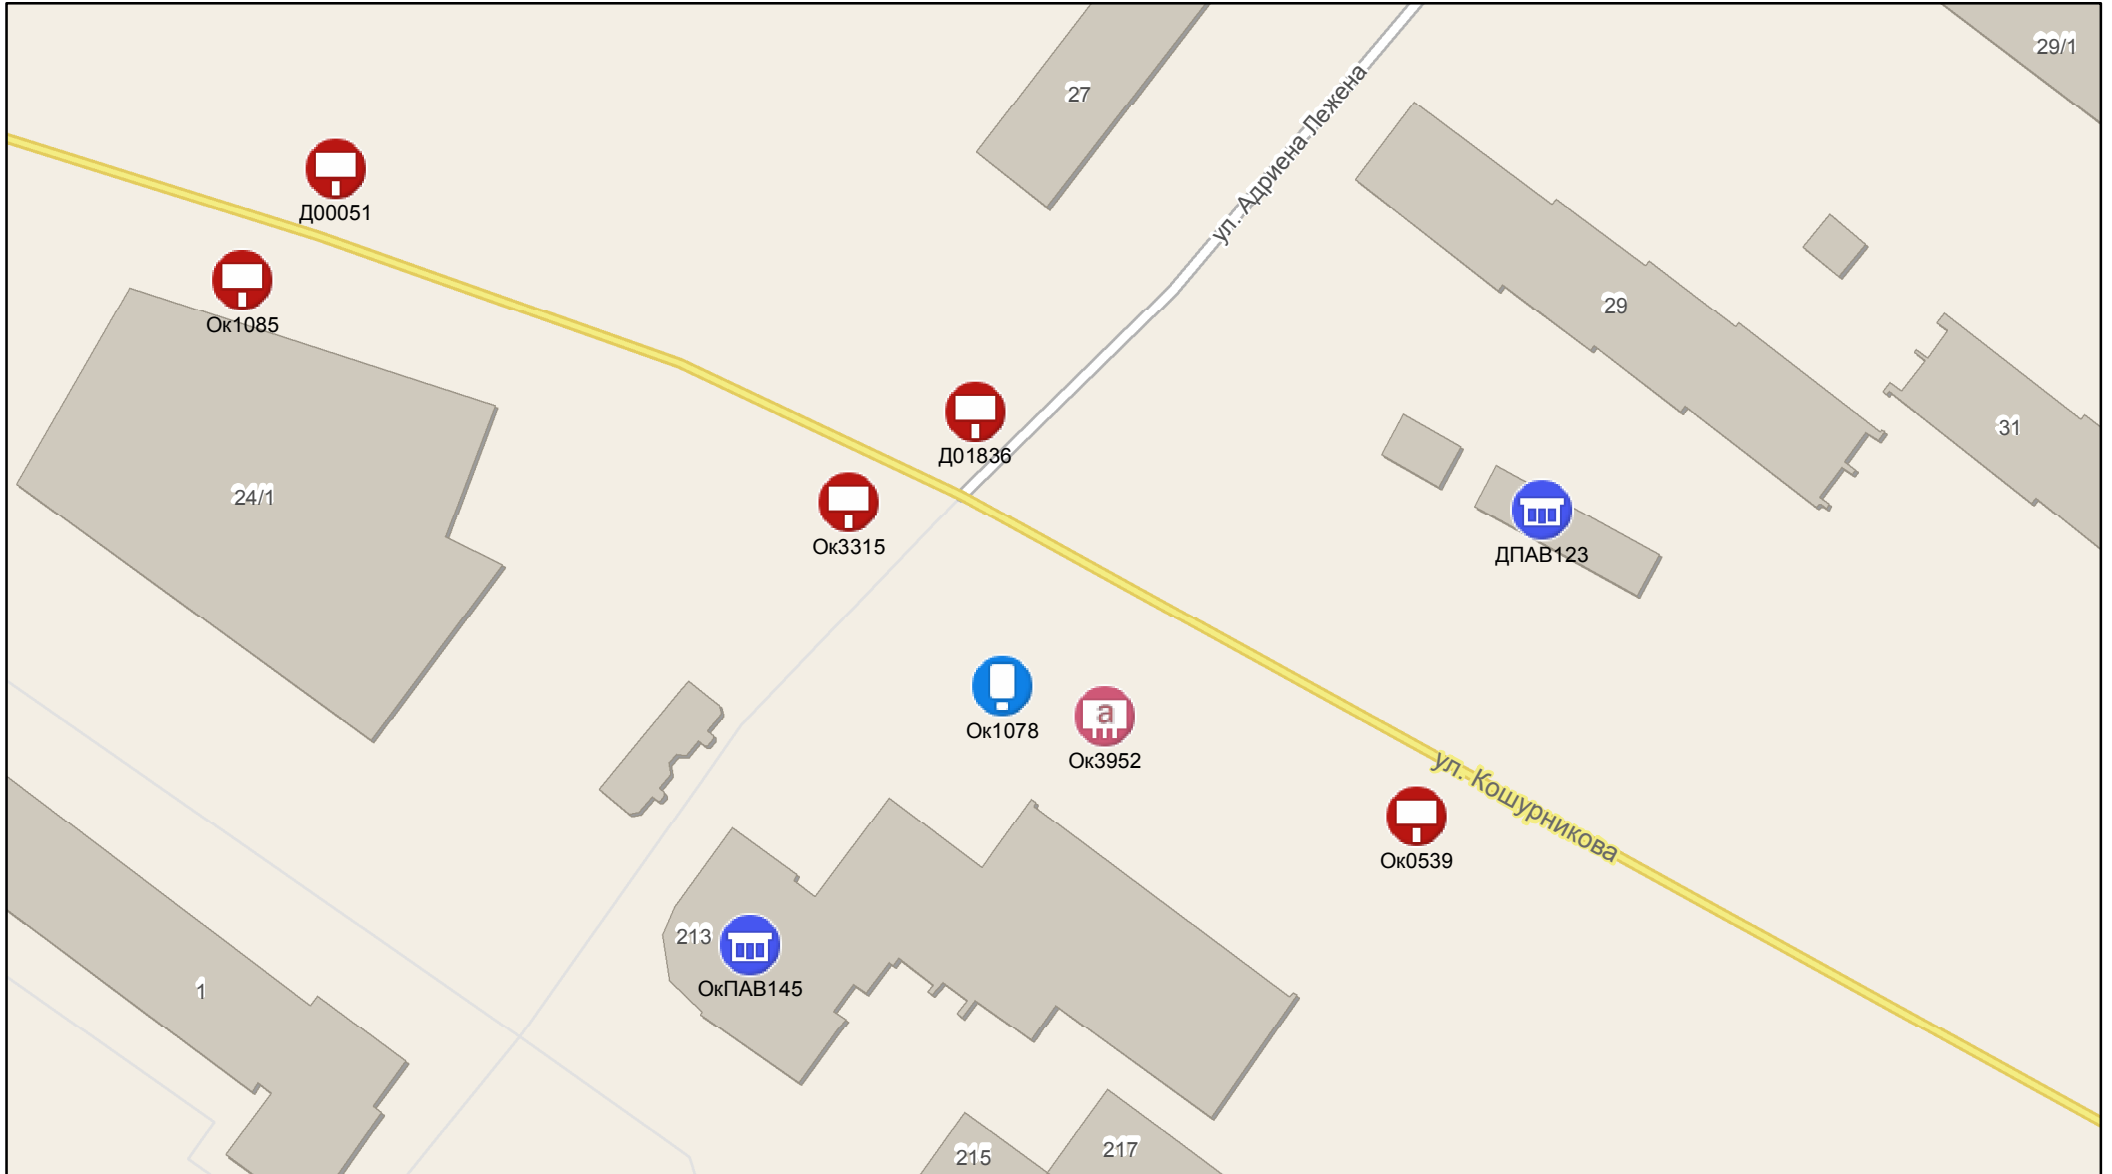 29/1
27
ул. Адриена Лежена
Д00051
Ок1085
29
31
Д01836
24/1
Ок3315
ДПАВ123
Ок1078
а
Ок3952
ул. Кошурникова
Ок0539
213
ОкПАВ145
1
215
217